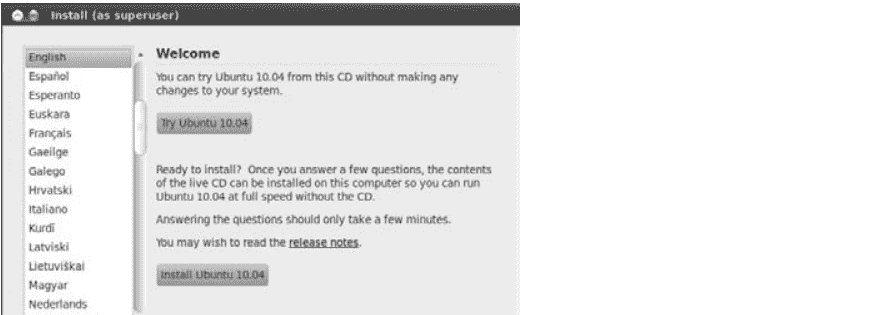 Install (as superuser)
English
Español
Esperanto
Euskara
Français
Gaeilge
Galego
Hrvatski
Italiano
Kurdî
Latviski
Lietuviškai
Magyar
Nederlands
Welcome
You can try Ubuntu 10.04 from this CD without making any
changes to your system.
Try Ubuntu 10.04
Ready to install? Once you answer a few questions, the contents
of the live CD can be installed on this computer so you can run
Ubuntu 10.04 at full speed without the CD.
Answering the questions should only take a few minutes.
You may wish to read the release notes.
Install Ubuntu 10.04